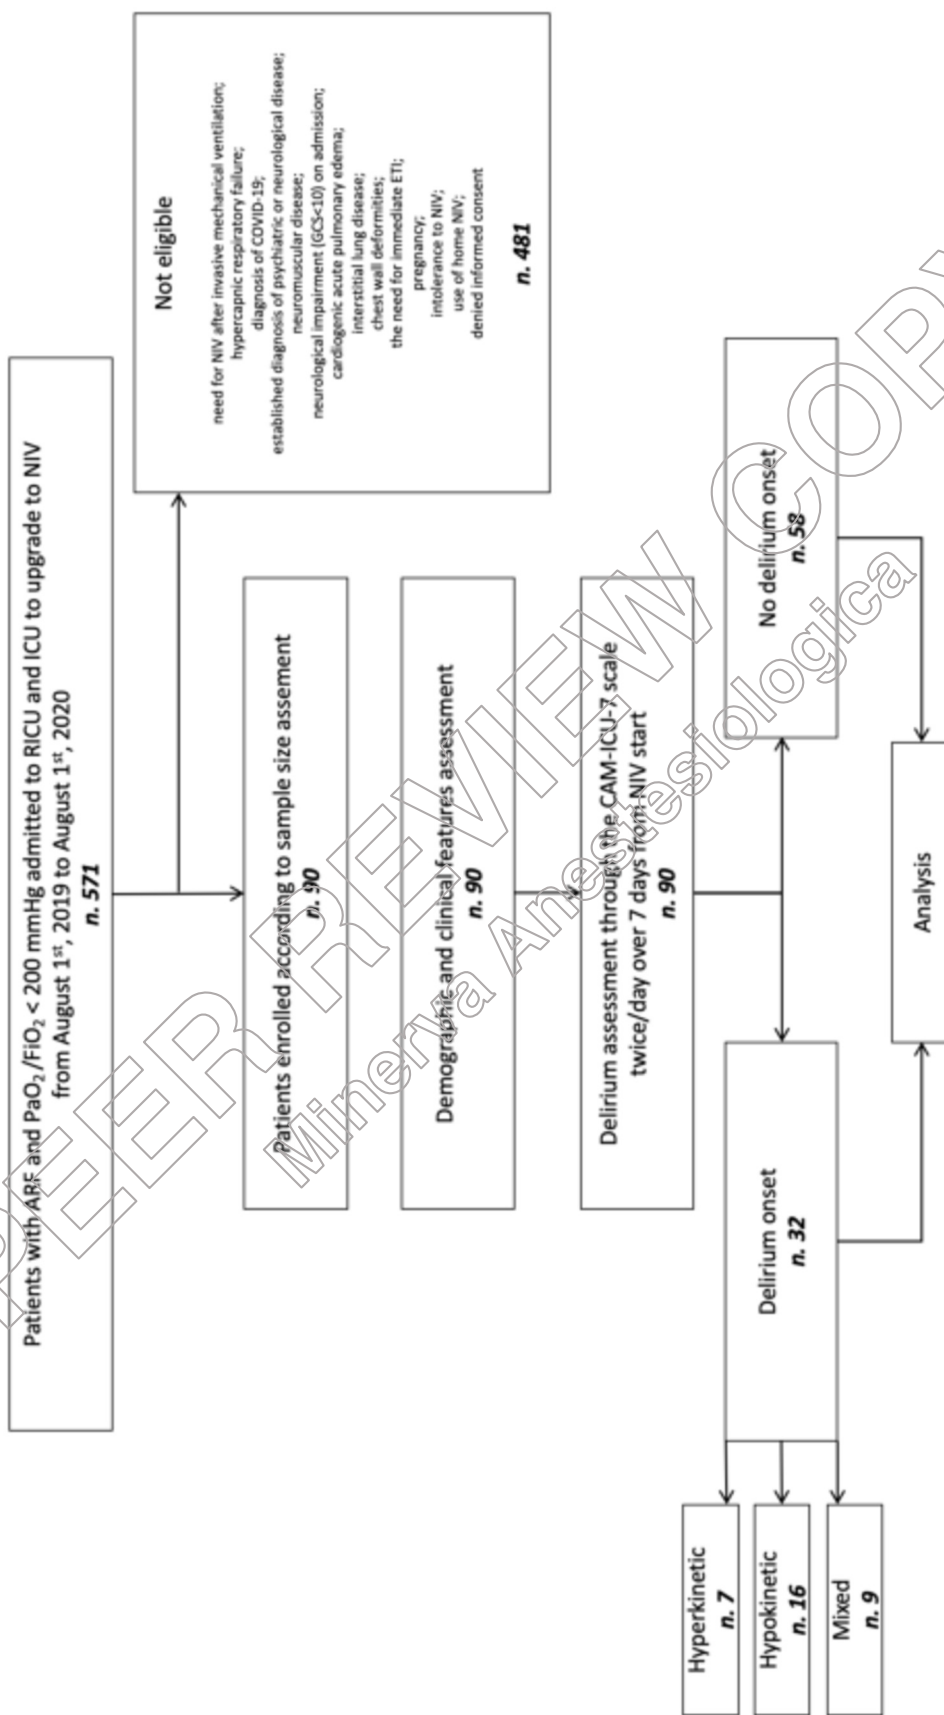 Patients with ARF and PaO₂/FiO₂ < 200 mmHg admitted to RICU and ICU to upgrade to NIV
from August 1ˢᵗ, 2019 to August 1ˢᵗ, 2020
n. 571
Not eligible
need for NIV after invasive mechanical ventilation;
hypercapnic respiratory failure;
diagnosis of COVID-19;
established diagnosis of psychiatric or neurological disease;
neuromuscular disease;
neurological impairment (GCS<10) on admission;
cardiogenic acute pulmonary edema;
interstitial lung disease;
chest wall deformities;
the need for immediate ETI;
pregnancy;
intolerance to NIV;
use of home NIV;
denied informed consent
n. 481
Patients enrolled according to sample size assement
n. 90
Demographic and clinical features assessment
n. 90
Delirium assessment through the CAM-ICU-7 scale
twice/day over 7 days from NIV start
n. 90
Delirium onset
n. 32
No delirium onset
n. 58
Hyperkinetic
n. 7
Hypokinetic
n. 16
Mixed
n. 9
Analysis
PEER REVIEW COPY
Minerva Anestesiologica